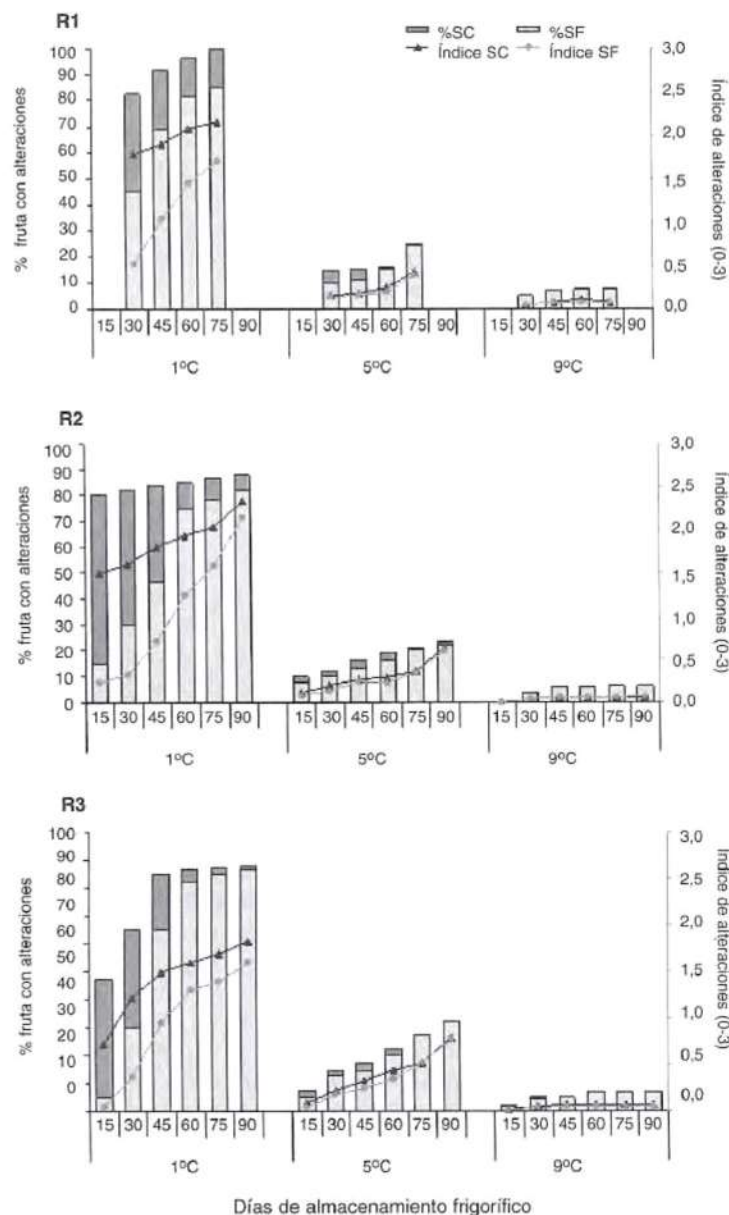 R1
%SC
%SF
Índice SC
Índice SF
% fruta con alteraciones
100
90
80
70
60
50
40
30
20
10
0
3,0
2,5
2,0
1,5
1,0
0,5
0,0
Índice de alteraciones (0-3)
15 30 45 60 75 90 15 30 45 60 75 90 15 30 45 60 75 90
1ºC 5ºC 9ºC
R2
% fruta con alteraciones
100
90
80
70
60
50
40
30
20
10
0
3,0
2,5
2,0
1,5
1,0
0,5
0,0
Índice de alteraciones (0-3)
15 30 45 60 75 90 15 30 45 60 75 90 15 30 45 60 75 90
1ºC 5ºC 9ºC
R3
% fruta con alteraciones
100
90
80
70
60
50
40
30
20
10
0
3,0
2,5
2,0
1,5
1,0
0,5
0,0
Indice de alteraciones (0-3)
15 30 45 60 75 90 15 30 45 60 75 90 15 30 45 60 75 90
1ºC 5ºC 9ºC
Días de almacenamiento frigorífico